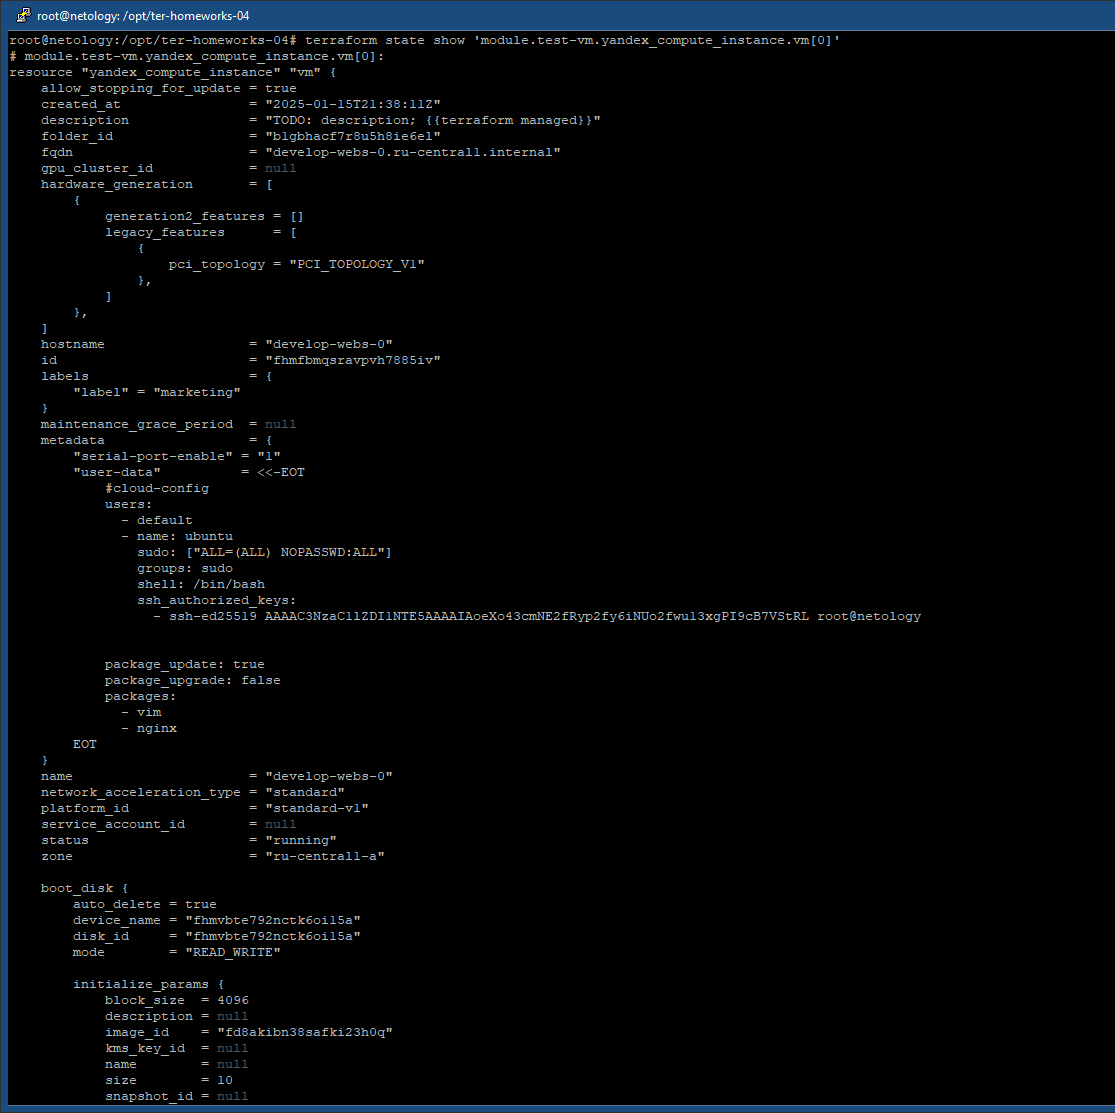 root@netology: /opt/ter-homeworks-04
root@netology:/opt/ter-homeworks-04# terraform state show 'module.test-vm.yandex_compute_instance.vm[0]'
# module.test-vm.yandex_compute_instance.vm[0]:
resource "yandex_compute_instance" "vm" {
    allow_stopping_for_update = true
    created_at                = "2025-01-15T21:38:11Z"
    description               = "TODO: description; {{terraform managed}}"
    folder_id                 = "b1gbhacf7r8u5h8ie6el"
    fqdn                      = "develop-webs-0.ru-central1.internal"
    gpu_cluster_id            = null
    hardware_generation       = [
        {
            generation2_features = []
            legacy_features      = [
                {
                    pci_topology = "PCI_TOPOLOGY_V1"
                },
            ]
        },
    ]
    hostname                  = "develop-webs-0"
    id                        = "fhmfbmqsravpvh7885iv"
    labels                    = {
        "label" = "marketing"
    }
    maintenance_grace_period  = null
    metadata                  = {
        "serial-port-enable" = "1"
        "user-data"          = <<-EOT
            #cloud-config
            users:
              - default
              - name: ubuntu
                sudo: ["ALL=(ALL) NOPASSWD:ALL"]
                groups: sudo
                shell: /bin/bash
                ssh_authorized_keys:
                  - ssh-ed25519 AAAAC3NzaC1lZDI1NTE5AAAAIAoeXo43cmNE2fRyp2fy6iNUo2fwu13xgPI9cB7VStRL root@netology
            package_update: true
            package_upgrade: false
            packages:
              - vim
              - nginx
        EOT
    }
    name                      = "develop-webs-0"
    network_acceleration_type = "standard"
    platform_id               = "standard-v1"
    service_account_id        = null
    status                    = "running"
    zone                      = "ru-central1-a"
    boot_disk {
        auto_delete = true
        device_name = "fhmvbte792nctk6oi15a"
        disk_id     = "fhmvbte792nctk6oi15a"
        mode        = "READ_WRITE"
        initialize_params {
            block_size  = 4096
            description = null
            image_id    = "fd8akibn38safki23h0q"
            kms_key_id  = null
            name        = null
            size        = 10
            snapshot_id = null